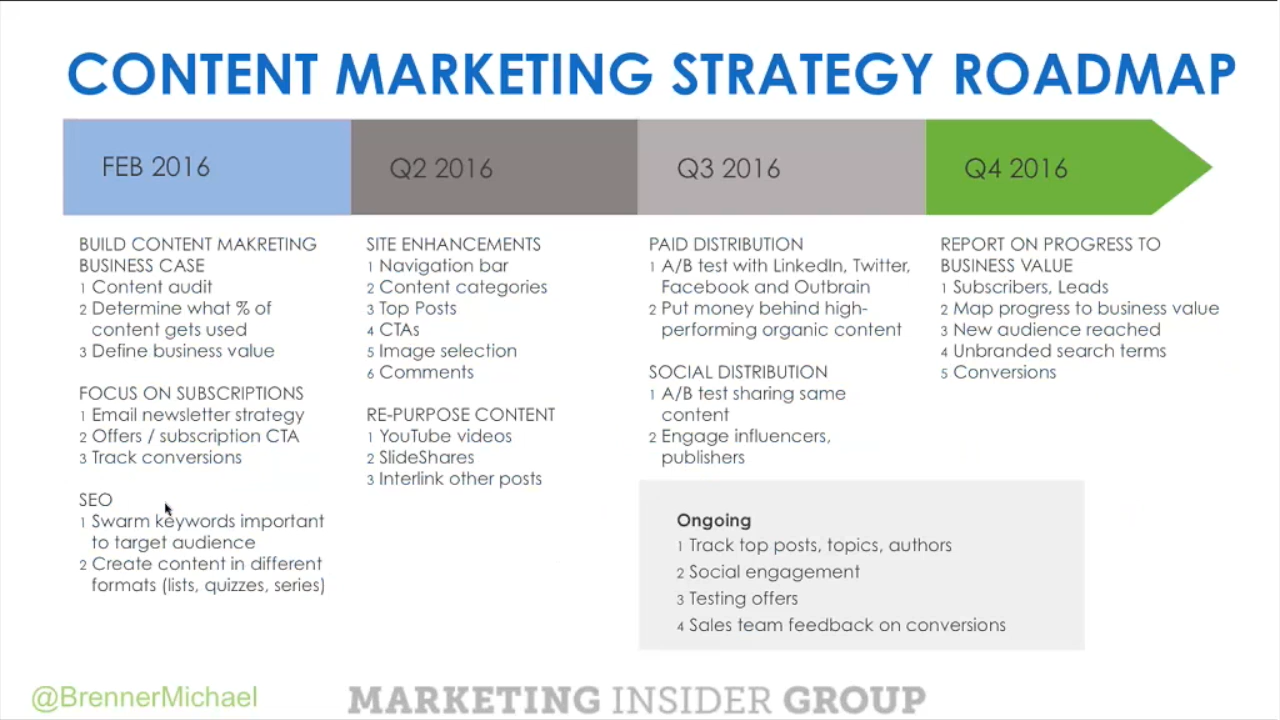 CONTENT MARKETING STRATEGY ROADMAP
FEB 2016
Q2 2016
Q3 2016
Q4 2016
BUILD CONTENT MAKRETING
BUSINESS CASE
1 Content audit
2 Determine what % of
content gets used
3 Define business value
FOCUS ON SUBSCRIPTIONS
1 Email newsletter strategy
2 Offers / subscription CTA
3 Track conversions
SEO
1 Swarm keywords important
to target audience
2 Create content in different
formats (lists, quizzes, series)
SITE ENHANCEMENTS
1 Navigation bar
2 Content categories
3 Top Posts
4 CTAs
5 Image selection
6 Comments
RE-PURPOSE CONTENT
1 YouTube videos
2 SlideShares
3 Interlink other posts
PAID DISTRIBUTION
1 A/B test with LinkedIn, Twitter,
Facebook and Outbrain
2 Put money behind high-
performing organic content
SOCIAL DISTRIBUTION
1 A/B test sharing same
content
2 Engage influencers,
publishers
REPORT ON PROGRESS TO
BUSINESS VALUE
1 Subscribers, Leads
2 Map progress to business value
3 New audience reached
4 Unbranded search terms
5 Conversions
Ongoing
1 Track top posts, topics, authors
2 Social engagement
3 Testing offers
4 Sales team feedback on conversions
@BrennerMichael
MARKETING INSIDER GROUP